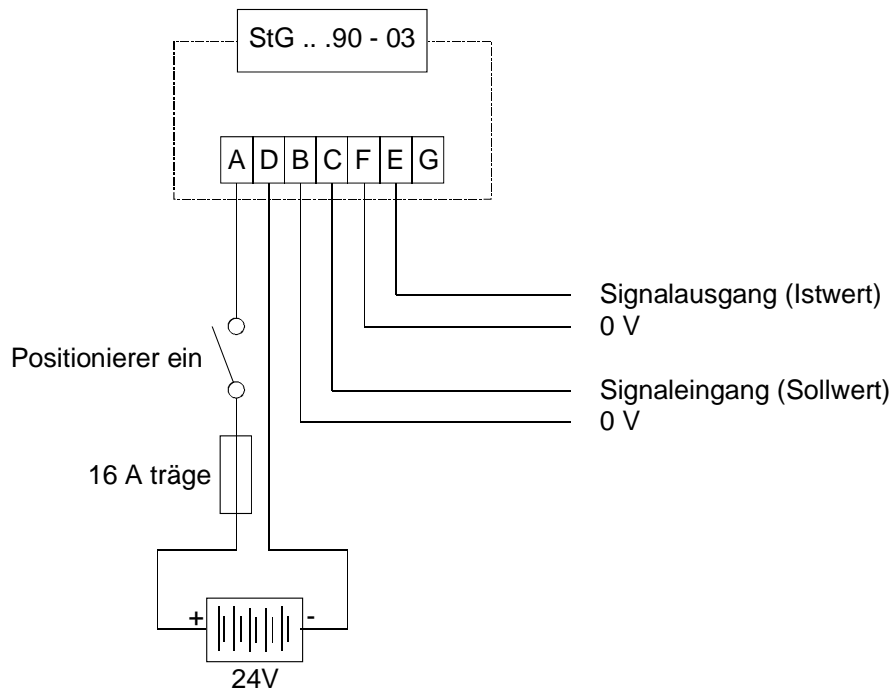 StG .. .90 - 03
A D B C F E G
Signalausgang (Istwert)
0 V
Positionierer ein
Signaleingang (Sollwert)
0 V
16 A träge
+ -
24V